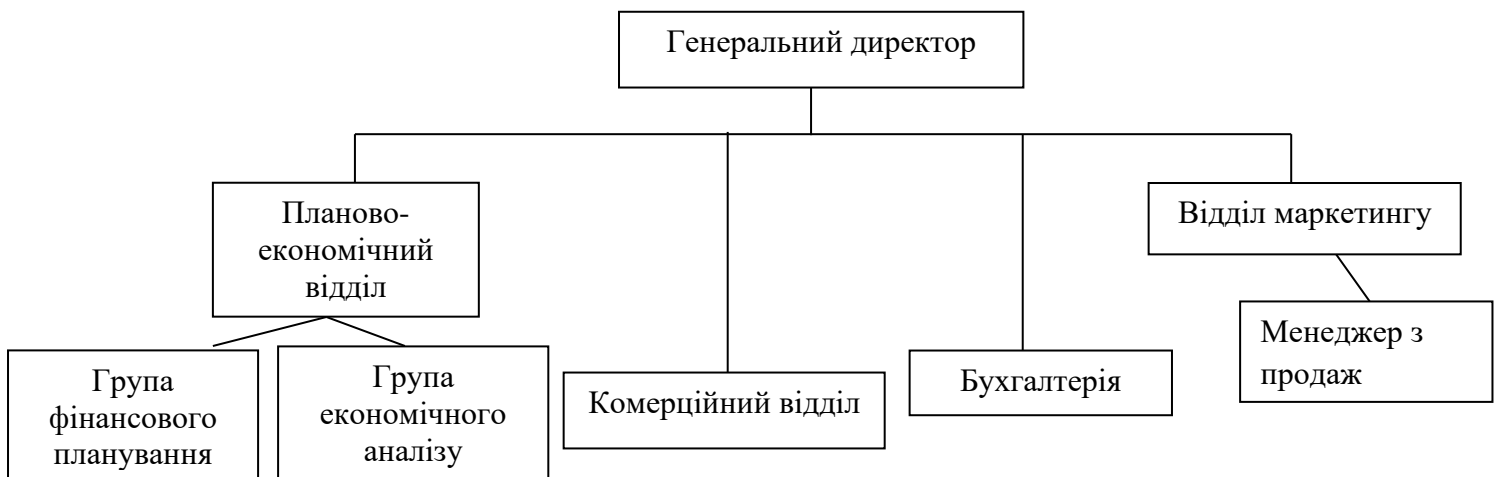 Генеральний директор
Планово-
економічний
відділ
Відділ маркетингу
Група
фінансового
планування
Група
економічного
аналізу
Комерційний відділ
Бухгалтерія
Менеджер з
продаж